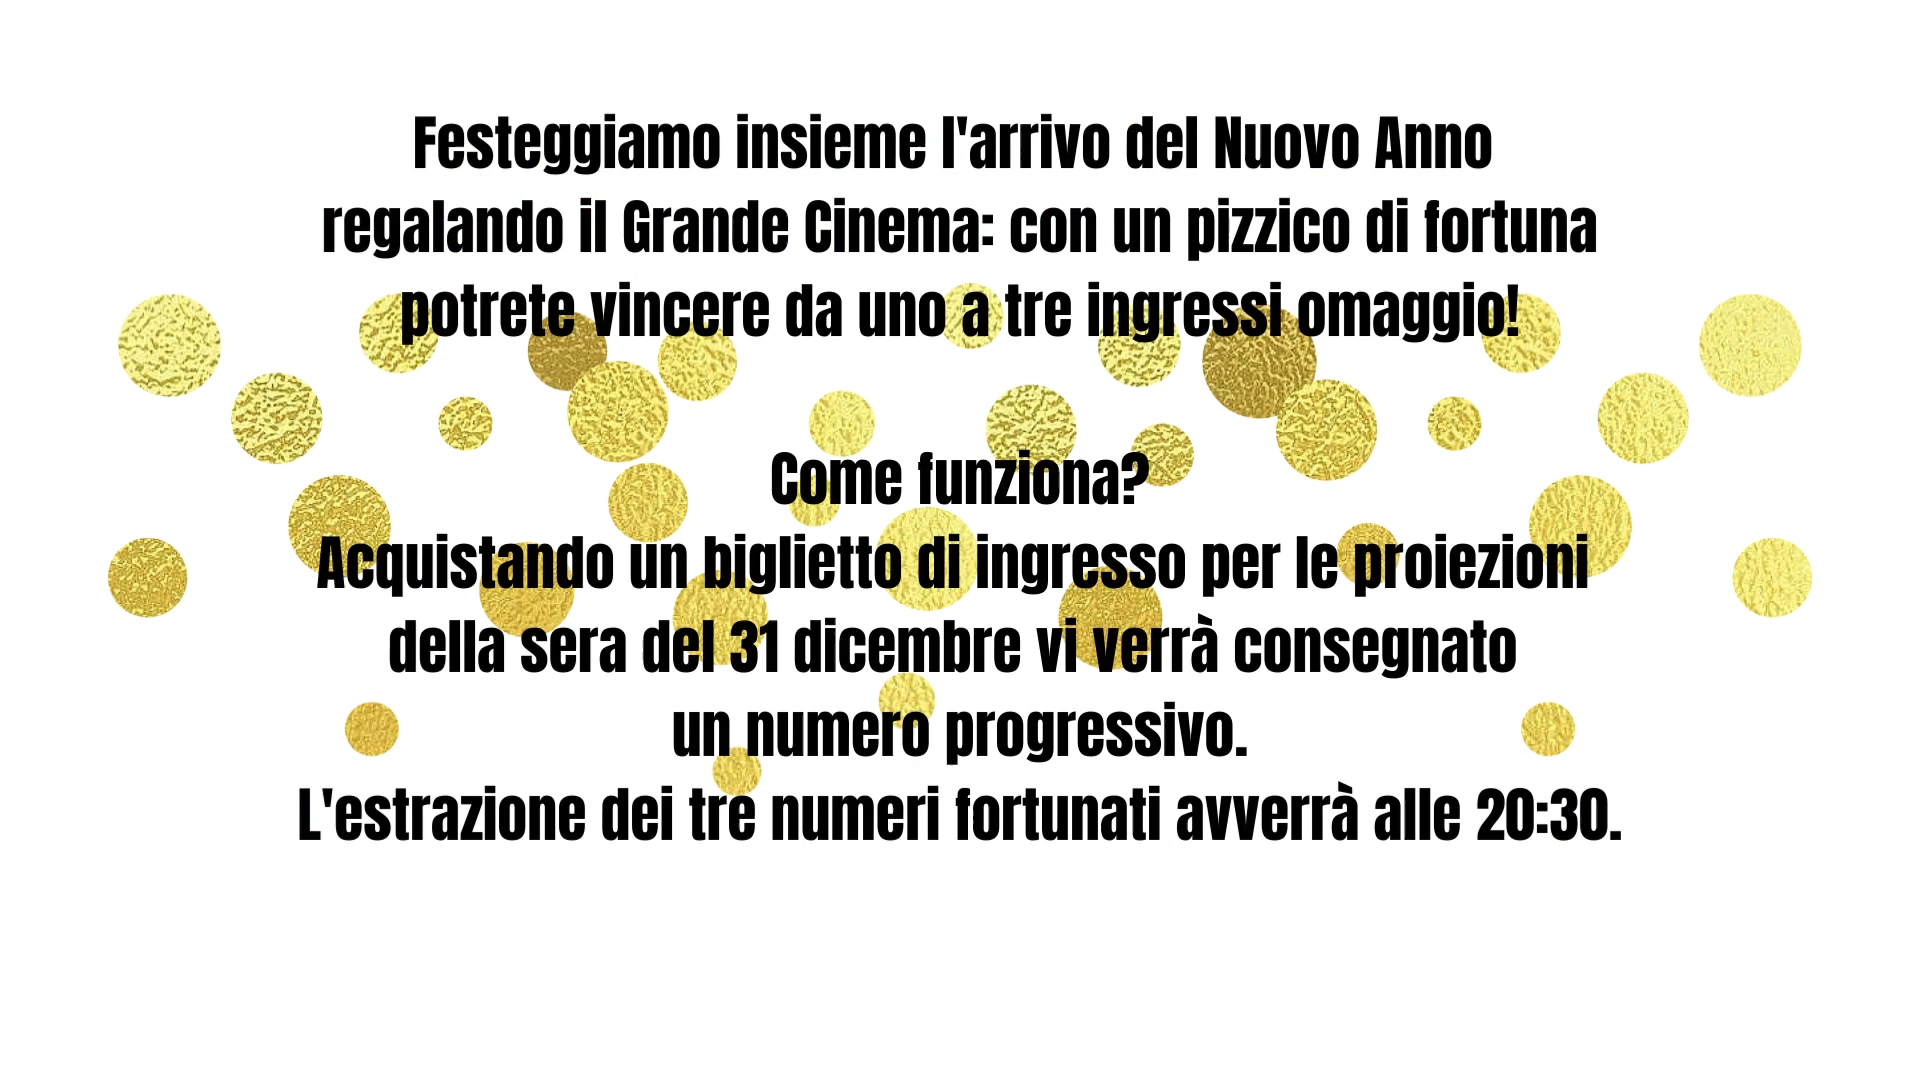 Festeggiamo insieme l'arrivo del Nuovo Anno
regalando il Grande Cinema: con un pizzico di fortuna
potrete vincere da uno a tre ingressi omaggio!
Come funziona?
Acquistando un biglietto di ingresso per le proiezioni
della sera del 31 dicembre vi verrà consegnato
un numero progressivo.
L'estrazione dei tre numeri fortunati avverrà alle 20:30.